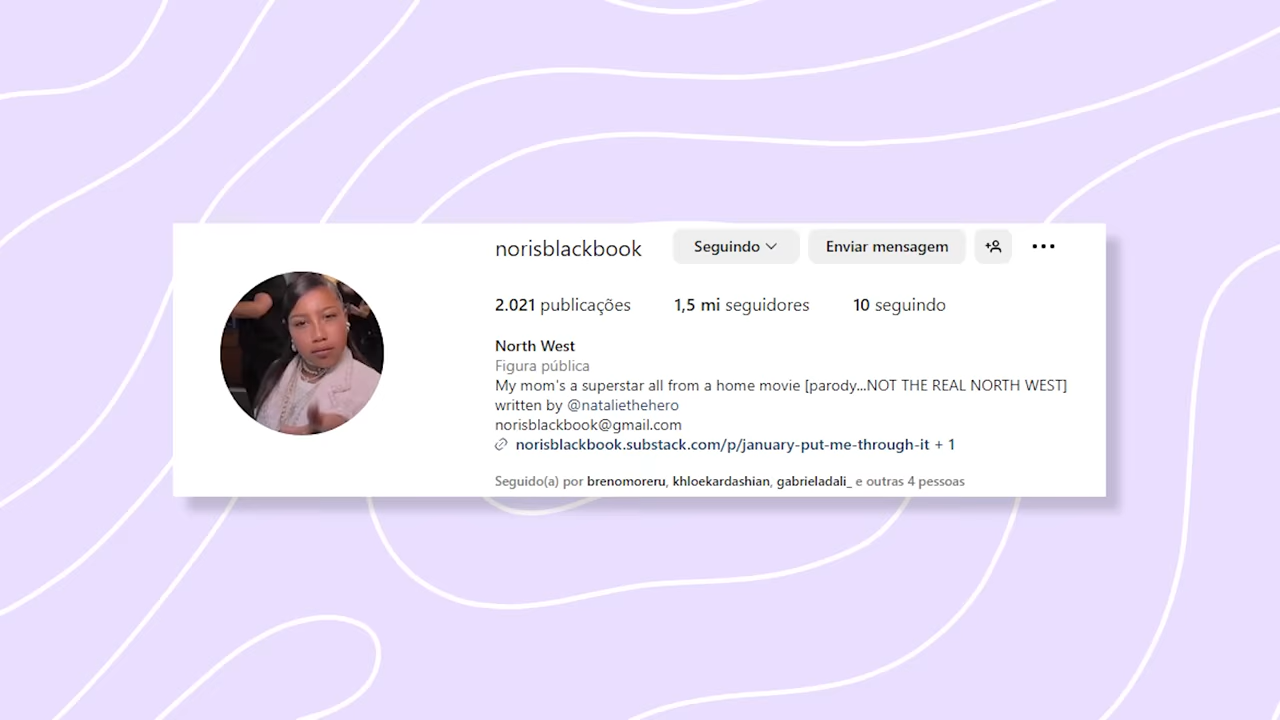 norisblackbook Seguindo Enviar mensagem
2.021 publicações 1,5 mi seguidores 10 seguindo
North West
Figura pública
My mom's a superstar all from a home movie [parody...NOT THE REAL NORTH WEST]
written by @nataliethehero
norisblackbook@gmail.com
norisblackbook.substack.com/p/january-put-me-through-it + 1
Seguido(a) por brenomoreru, khloekardashian, gabrieladali_ e outras 4 pessoas